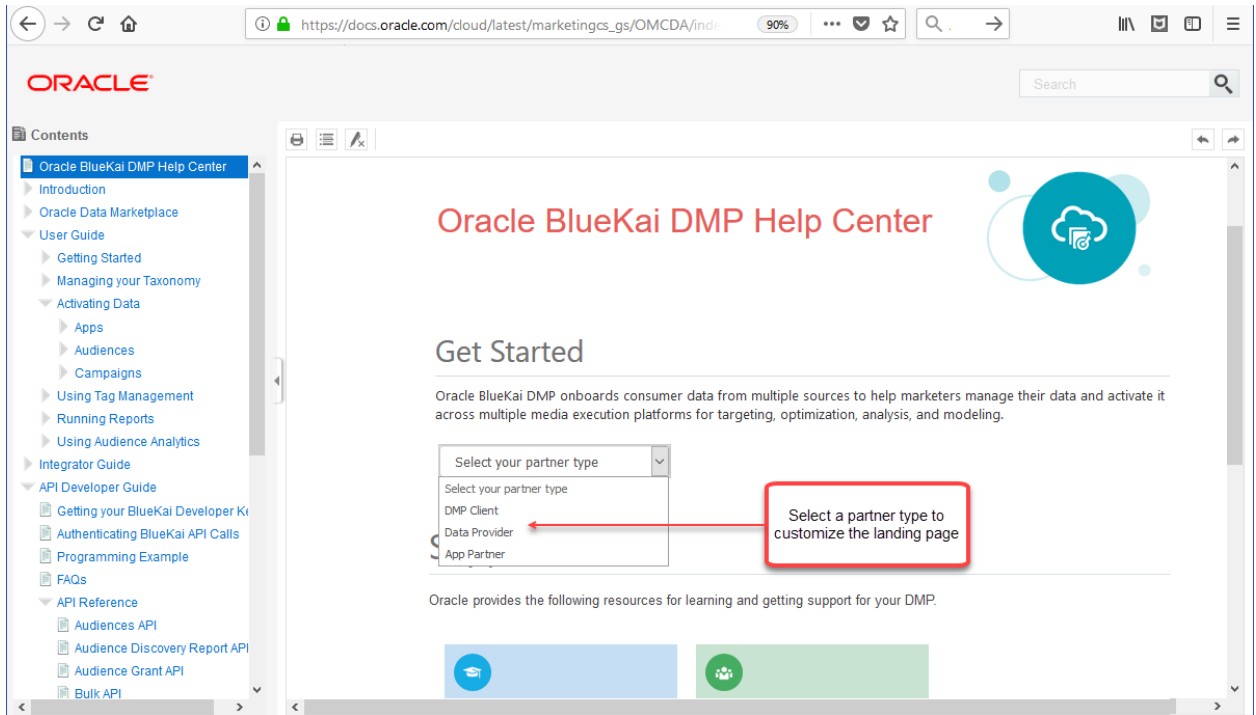 https://docs.oracle.com/cloud/latest/marketingcs_gs/OMCDA/inde
90%
ORACLE
Search
Contents
Oracle BlueKai DMP Help Center
Introduction
Oracle Data Marketplace
User Guide
Getting Started
Managing your Taxonomy
Activating Data
Apps
Audiences
Campaigns
Using Tag Management
Running Reports
Using Audience Analytics
Integrator Guide
API Developer Guide
Getting your BlueKai Developer Ke
Authenticating BlueKai API Calls
Programming Example
FAQs
API Reference
Audiences API
Audience Discovery Report API
Audience Grant API
Bulk API
Oracle BlueKai DMP Help Center
Get Started
Oracle BlueKai DMP onboards consumer data from multiple sources to help marketers manage their data and activate it
across multiple media execution platforms for targeting, optimization, analysis, and modeling.
Select your partner type
Select your partner type
DMP Client
Data Provider
App Partner
Select a partner type to
customize the landing page
Oracle provides the following resources for learning and getting support for your DMP.